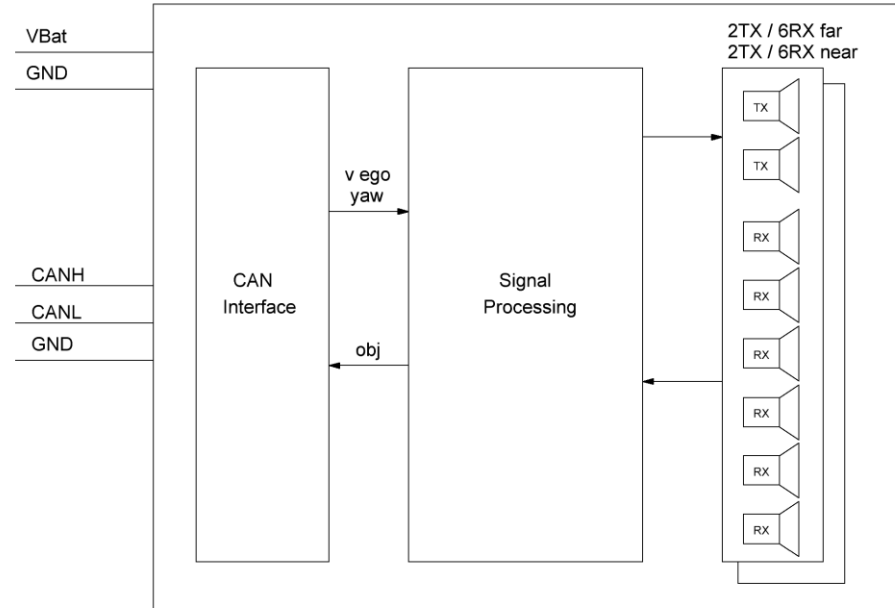 VBat
GND
CANH
CANL
GND
CAN
Interface
v ego
yaw
obj
Signal
Processing
2TX / 6RX far
2TX / 6RX near
TX
TX
RX
RX
RX
RX
RX
RX